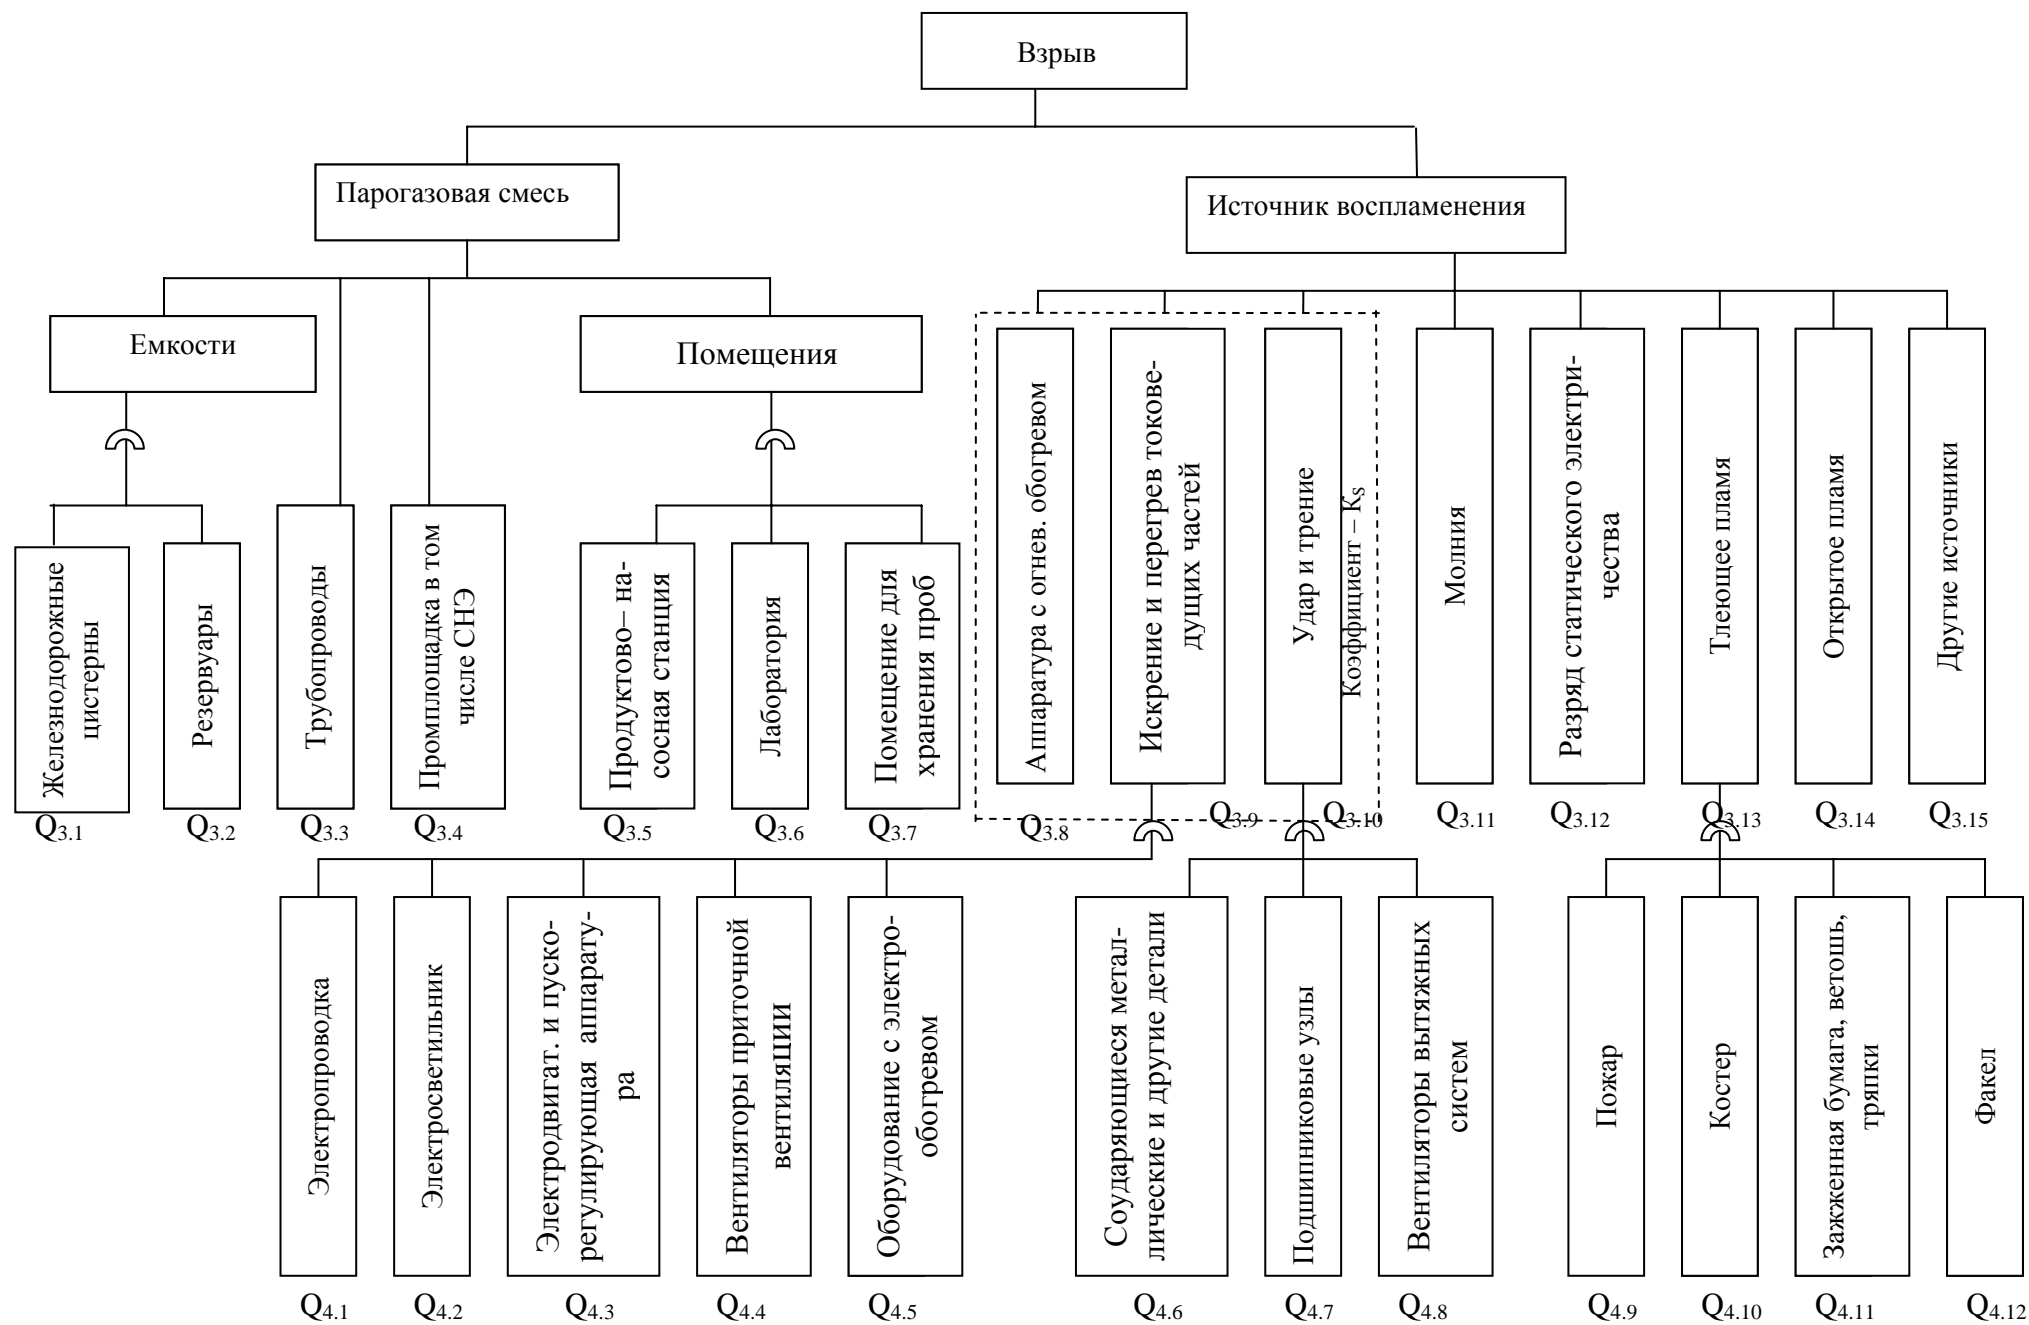 Взрыв
Парогазовая смесь
Источник воспламенения
Емкости
Помещения
Железнодорожные
цистерны
Резервуары
Трубопроводы
Промплощадка в том
числе СНЭ
Продуктово– на-
сосная станция
Лаборатория
Помещение для
хранения проб
Аппаратура с огнев. обогревом
Искрение и перегрев токове-
дущих частей
Удар и трение
Коэффициент – KS
Молния
Разряд статического электри-
чества
Тлеющее пламя
Открытое пламя
Другие источники
Q3.1
Q3.2
Q3.3
Q3.4
Q3.5
Q3.6
Q3.7
Q3.8
Q3.9
Q3.10
Q3.11
Q3.12
Q3.13
Q3.14
Q3.15
Электропроводка
Электросветильник
Электродвигат. и пуско-
регулирующая аппарату-
ра
Вентиляторы приточной
вентиляции
Оборудование с электро-
обогревом
Соударяющиеся метал-
лические и другие детали
Подшипниковые узлы
Вентиляторы вытяжных
систем
Пожар
Костер
Зажженная бумага, ветошь,
тряпки
Факел
Q4.1
Q4.2
Q4.3
Q4.4
Q4.5
Q4.6
Q4.7
Q4.8
Q4.9
Q4.10
Q4.11
Q4.12